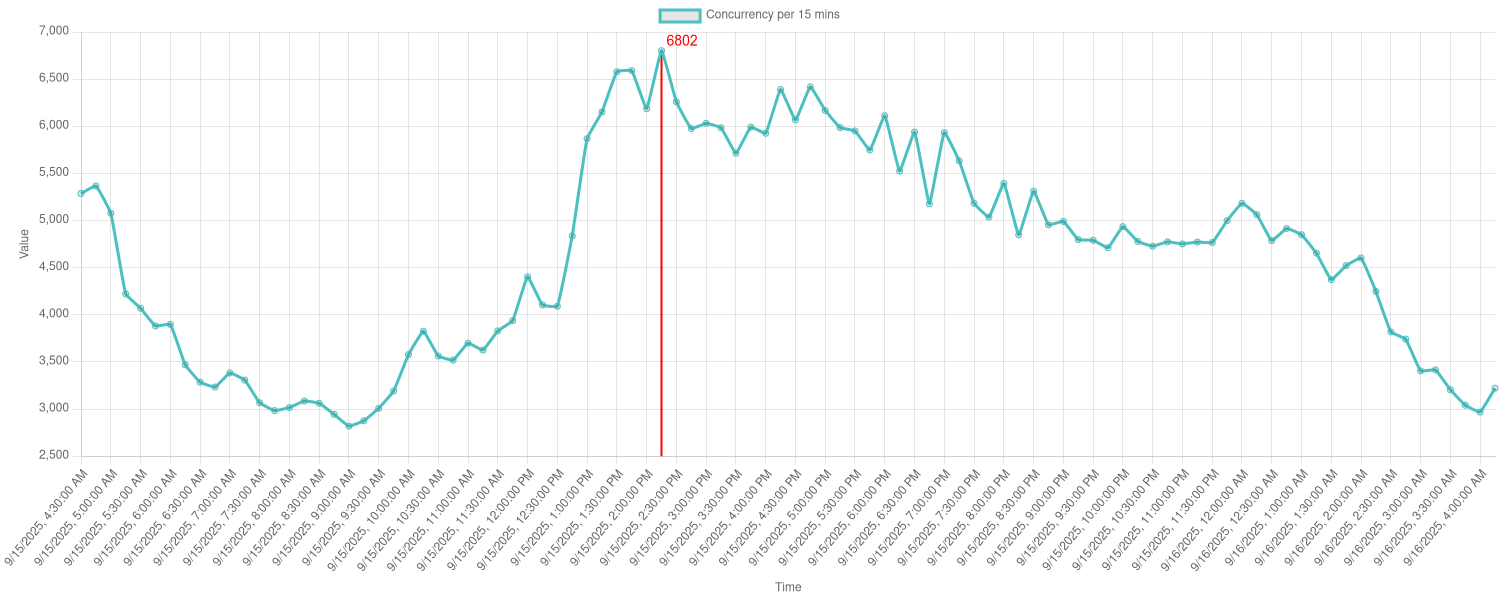 Concurrency per 15 mins
7,000
6802
6,500
6,000
5,500
5,000
4,500
4,000
3,500
3,000
2,500
Value
9/15/2025, 4:30:00 AM
9/15/2025, 5:00:00 AM
9/15/2025, 5:30:00 AM
9/15/2025, 6:00:00 AM
9/15/2025, 6:30:00 AM
9/15/2025, 7:00:00 AM
9/15/2025, 7:30:00 AM
9/15/2025, 8:00:00 AM
9/15/2025, 8:30:00 AM
9/15/2025, 9:00:00 AM
9/15/2025, 9:30:00 AM
9/15/2025, 10:00:00 AM
9/15/2025, 10:30:00 AM
9/15/2025, 11:00:00 AM
9/15/2025, 11:30:00 AM
9/15/2025, 12:00:00 PM
9/15/2025, 12:30:00 PM
9/15/2025, 1:00:00 PM
9/15/2025, 1:30:00 PM
9/15/2025, 2:00:00 PM
9/15/2025, 2:30:00 PM
9/15/2025, 3:00:00 PM
9/15/2025, 3:30:00 PM
9/15/2025, 4:00:00 PM
9/15/2025, 4:30:00 PM
9/15/2025, 5:00:00 PM
9/15/2025, 5:30:00 PM
9/15/2025, 6:00:00 PM
9/15/2025, 6:30:00 PM
9/15/2025, 7:00:00 PM
9/15/2025, 7:30:00 PM
9/15/2025, 8:00:00 PM
9/15/2025, 8:30:00 PM
9/15/2025, 9:00:00 PM
9/15/2025, 9:30:00 PM
9/15/2025, 10:00:00 PM
9/15/2025, 10:30:00 PM
9/15/2025, 11:00:00 PM
9/15/2025, 11:30:00 PM
9/16/2025, 12:00:00 AM
9/16/2025, 12:30:00 AM
9/16/2025, 1:00:00 AM
9/16/2025, 1:30:00 AM
9/16/2025, 2:00:00 AM
9/16/2025, 2:30:00 AM
9/16/2025, 3:00:00 AM
9/16/2025, 3:30:00 AM
9/16/2025, 4:00:00 AM
Time